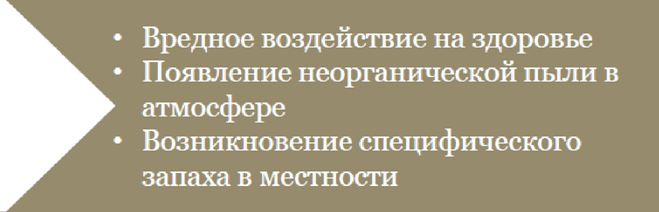 • Вредное воздействие на здоровье
• Появление неорганической пыли в
атмосфере
• Возникновение специфического
запаха в местности